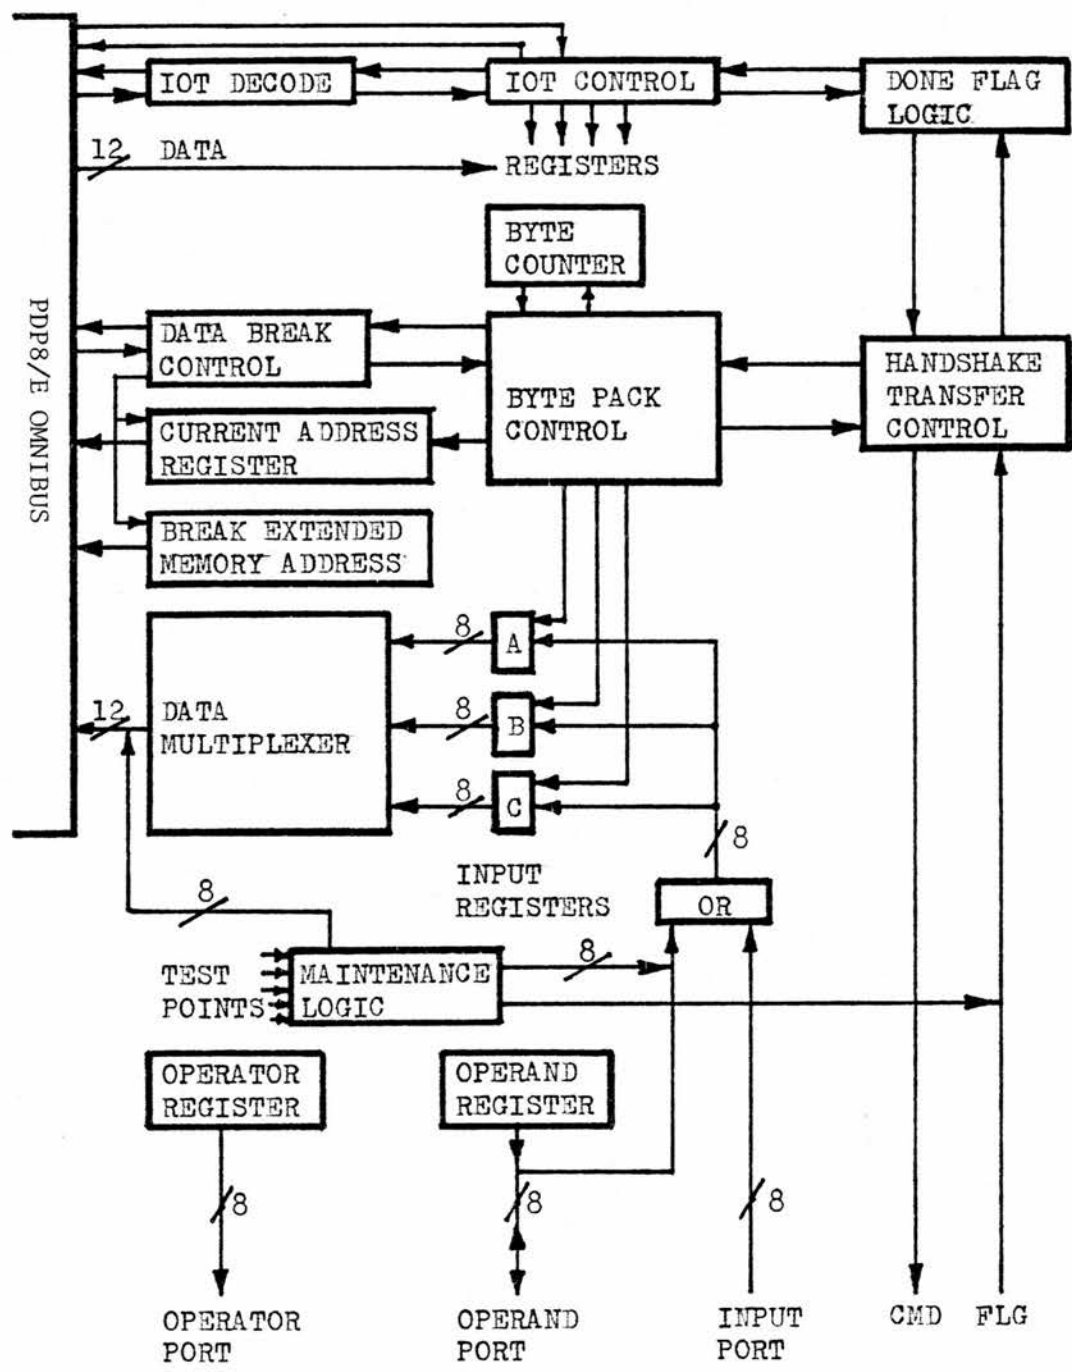 IOT DECODE
IOT CONTROL
DONE FLAG
LOGIC
12
DATA
REGISTERS
BYTE
COUNTER
PDP8/E OMNIBUS
DATA BREAK
CONTROL
BYTE PACK
CONTROL
HANDSHAKE
TRANSFER
CONTROL
CURRENT ADDRESS
REGISTER
BREAK EXTENDED
MEMORY ADDRESS
8
A
12
DATA
MULTIPLEXER
8
B
8
C
8
INPUT
REGISTERS
OR
8
TEST
POINTS
MAINTENANCE
LOGIC
8
OPERATOR
REGISTER
OPERAND
REGISTER
8
8
8
OPERATOR
PORT
OPERAND
PORT
INPUT
PORT
CMD
FLG